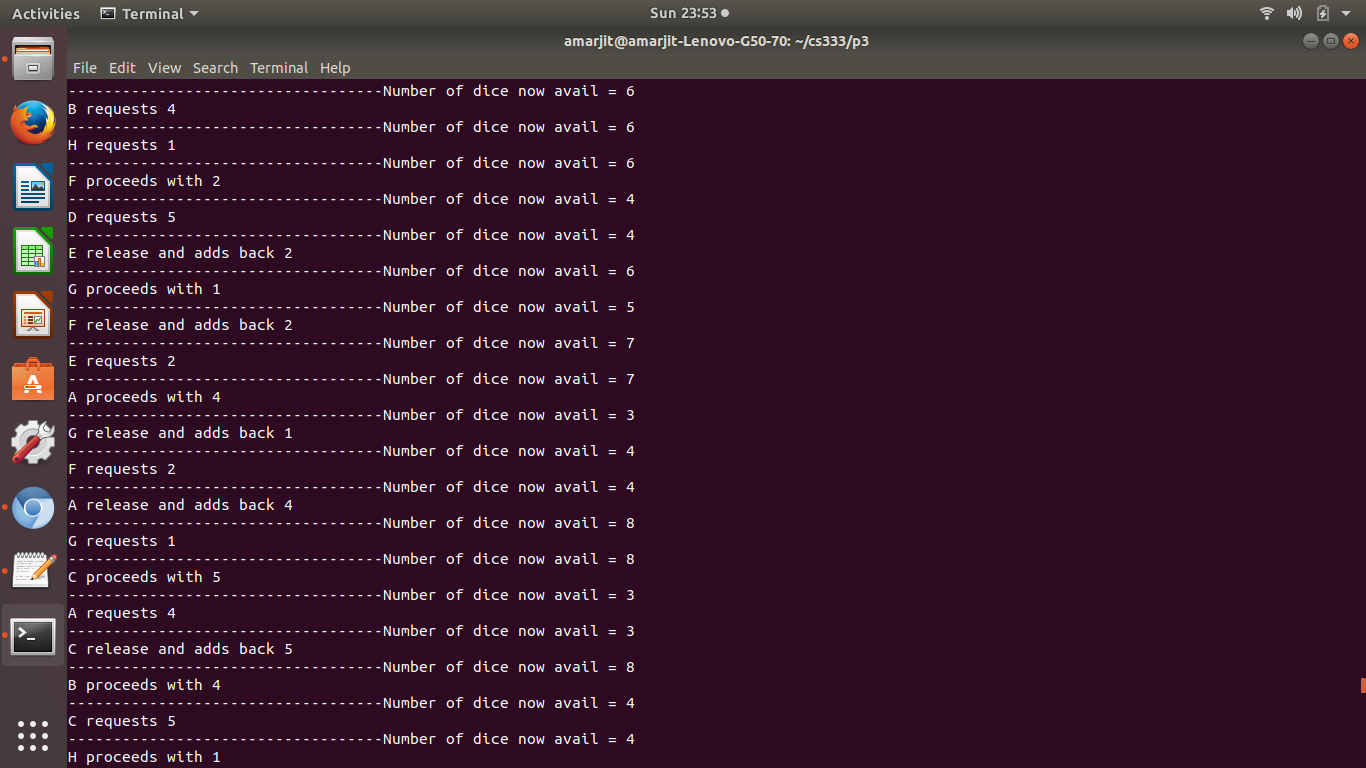 Activities Terminal Sun 23:53
amarjit@amarjit-Lenovo-G50-70: ~/cs333/p3
File Edit View Search Terminal Help
-----------------------------------Number of dice now avail = 6
B requests 4
-----------------------------------Number of dice now avail = 6
H requests 1
-----------------------------------Number of dice now avail = 6
F proceeds with 2
-----------------------------------Number of dice now avail = 4
D requests 5
-----------------------------------Number of dice now avail = 4
E release and adds back 2
-----------------------------------Number of dice now avail = 6
G proceeds with 1
-----------------------------------Number of dice now avail = 5
F release and adds back 2
-----------------------------------Number of dice now avail = 7
E requests 2
-----------------------------------Number of dice now avail = 7
A proceeds with 4
-----------------------------------Number of dice now avail = 3
G release and adds back 1
-----------------------------------Number of dice now avail = 4
F requests 2
-----------------------------------Number of dice now avail = 4
A release and adds back 4
-----------------------------------Number of dice now avail = 8
G requests 1
-----------------------------------Number of dice now avail = 8
C proceeds with 5
-----------------------------------Number of dice now avail = 3
A requests 4
-----------------------------------Number of dice now avail = 3
C release and adds back 5
-----------------------------------Number of dice now avail = 8
B proceeds with 4
-----------------------------------Number of dice now avail = 4
C requests 5
-----------------------------------Number of dice now avail = 4
H proceeds with 1